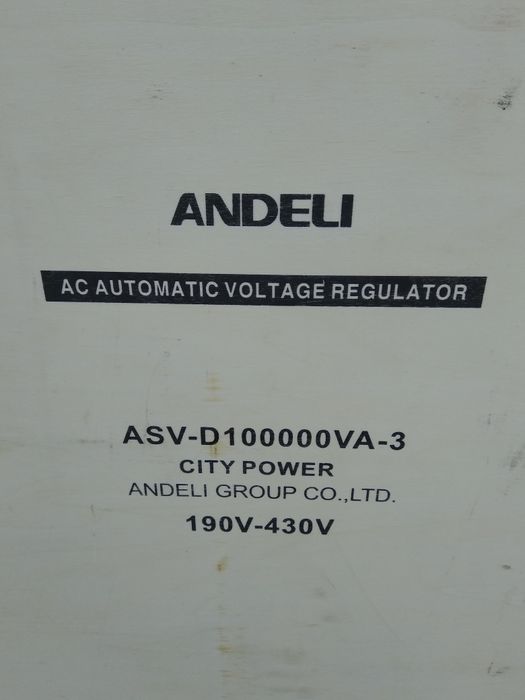 ANDELI
AC AUTOMATIC VOLTAGE REGULATOR
ASV-D100000VA-3
CITY POWER
ANDELI GROUP CO.,LTD.
190V-430V